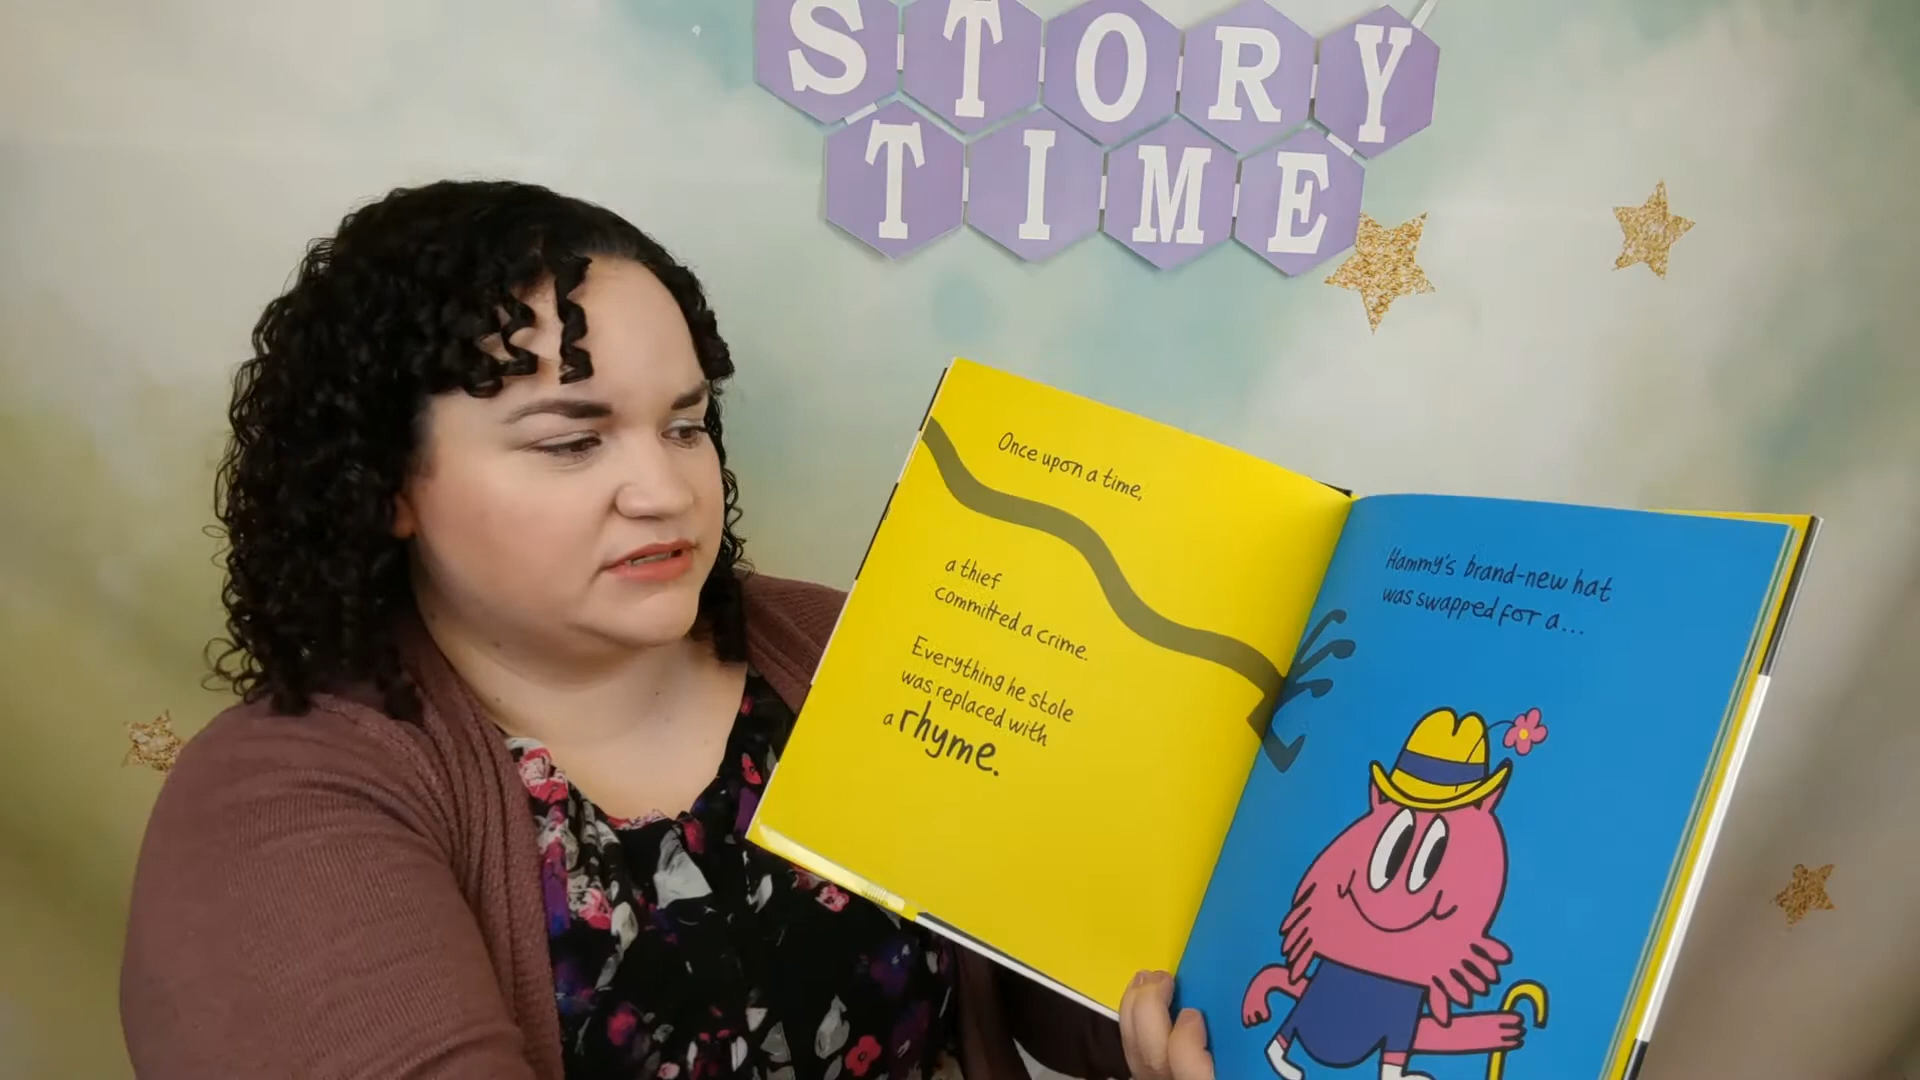 STORY
TIME
Once upon a time,
a thief
committed a crime.
Everything he stole
was replaced with
a rhyme.
Hammy's brand-new hat
was swapped for a...